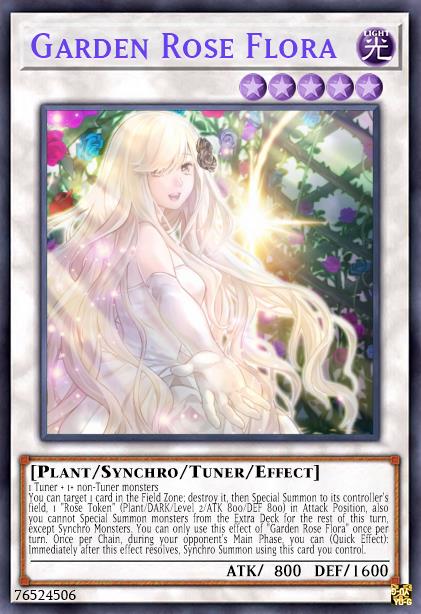 Garden Rose Flora
LIGHT
光
[Plant/Synchro/Tuner/Effect]
1 Tuner + 1+ non-Tuner monsters
You can target 1 card in the Field Zone; destroy it, then Special Summon to its controller's
field, 1 "Rose Token" (Plant/DARK/Level 2/ATK 800/DEF 800) in Attack Position, also
you cannot Special Summon monsters from the Extra Deck for the rest of this turn,
except Synchro Monsters. You can only use this effect of "Garden Rose Flora" once per
turn. Once per Chain, during your opponent's Main Phase, you can (Quick Effect):
Immediately after this effect resolves, Synchro Summon using this card you control.
ATK/ 800 DEF/1600
76524506